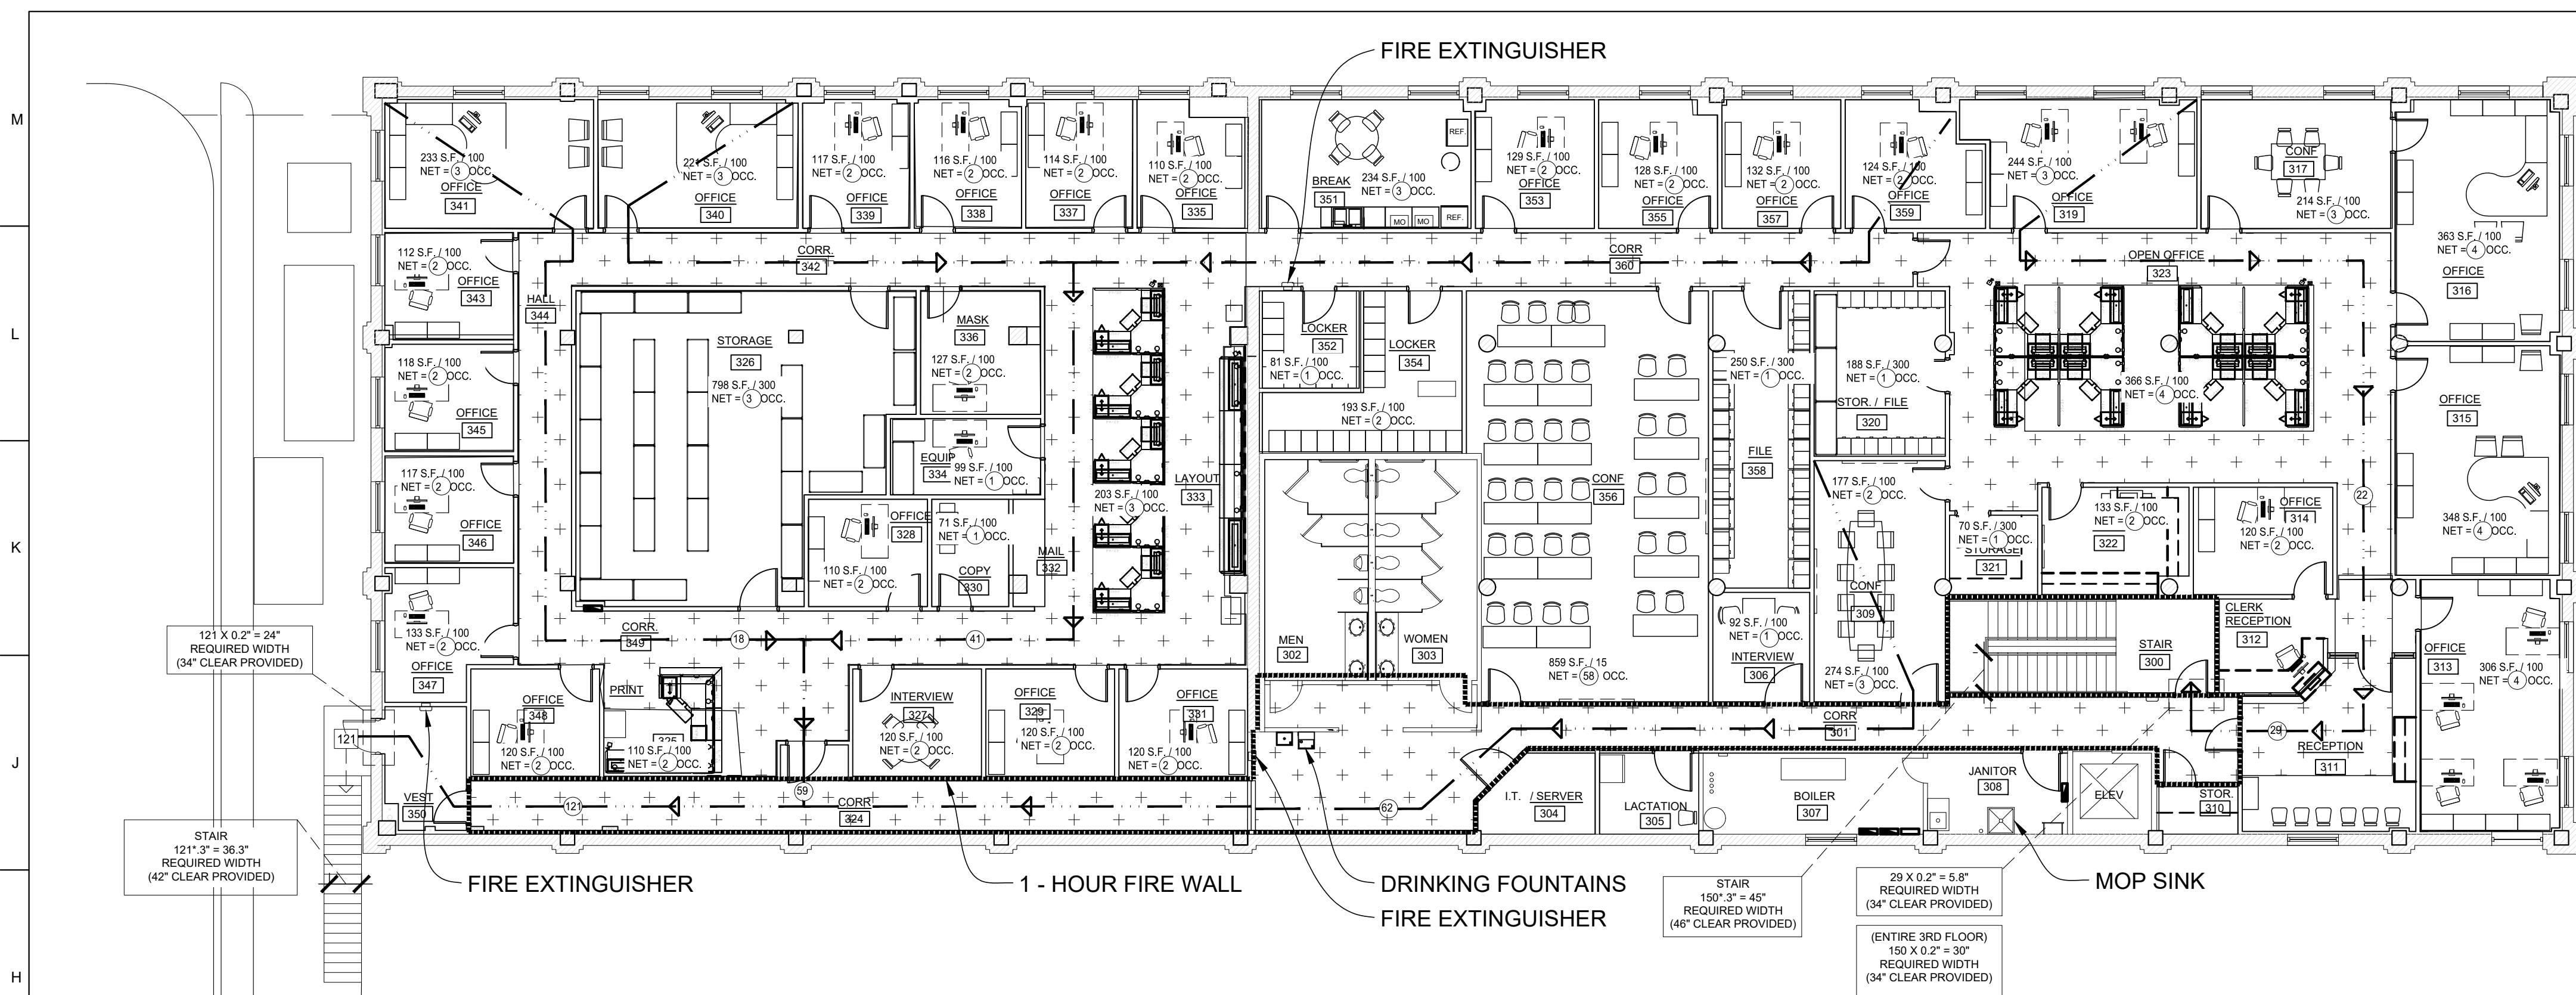 FIRE EXTINGUISHER
M
L
K
J
H
233 S.F. / 100
NET = 3 OCC.
OFFICE
341
221 S.F. / 100
NET = 3 OCC.
OFFICE
340
117 S.F. / 100
NET = 2 OCC.
OFFICE
339
116 S.F. / 100
NET = 2 OCC.
OFFICE
338
114 S.F. / 100
NET = 2 OCC.
OFFICE
337
110 S.F. / 100
NET = 2 OCC.
OFFICE
335
BREAK
351
234 S.F. / 100
NET = 3 OCC.
REF.
MO
MO
REF.
129 S.F. / 100
NET = 2 OCC.
OFFICE
353
128 S.F. / 100
NET = 2 OCC.
OFFICE
355
132 S.F. / 100
NET = 2 OCC.
OFFICE
357
124 S.F. / 100
NET = 2 OCC.
OFFICE
359
244 S.F. / 100
NET = 3 OCC.
OFFICE
319
CONF
317
214 S.F. / 100
NET = 3 OCC.
363 S.F. / 100
NET = 4 OCC.
OFFICE
316
112 S.F. / 100
NET = 2 OCC.
OFFICE
343
HALL
344
CORR.
342
CORR
360
OPEN OFFICE
323
STORAGE
326
798 S.F. / 300
NET = 3 OCC.
MASK
336
127 S.F. / 100
NET = 2 OCC.
LOCKER
352
81 S.F. / 100
NET = 1 OCC.
LOCKER
354
193 S.F. / 100
NET = 2 OCC.
250 S.F. / 300
NET = 1 OCC.
188 S.F. / 300
NET = 1 OCC.
STOR. / FILE
320
366 S.F. / 100
NET = 4 OCC.
OFFICE
315
348 S.F. / 100
NET = 4 OCC.
118 S.F. / 100
NET = 2 OCC.
OFFICE
345
117 S.F. / 100
NET = 2 OCC.
OFFICE
346
EQUIP
334
99 S.F. / 100
NET = 1 OCC.
203 S.F. / 100
NET = 3 OCC.
LAYOUT
333
OFFICE
328
110 S.F. / 100
NET = 2 OCC.
71 S.F. / 100
NET = 1 OCC.
COPY
330
MAIL
332
CONF
356
FILE
358
177 S.F. / 100
NET = 2 OCC.
CONF
309
70 S.F. / 300
NET = 1 OCC.
STORAGE
321
133 S.F. / 100
NET = 2 OCC.
322
OFFICE
314
120 S.F. / 100
NET = 2 OCC.
22
133 S.F. / 100
NET = 2 OCC.
OFFICE
347
CORR.
349
18
41
MEN
302
WOMEN
303
859 S.F. / 15
NET = 58 OCC.
92 S.F. / 100
NET = 1 OCC.
INTERVIEW
306
274 S.F. / 100
NET = 3 OCC.
STAIR
300
CLERK
RECEPTION
312
OFFICE
313
306 S.F. / 100
NET = 4 OCC.
121 X 0.2" = 24"
REQUIRED WIDTH
(34" CLEAR PROVIDED)
121
OFFICE
348
120 S.F. / 100
NET = 2 OCC.
PRINT
325
110 S.F. / 100
NET = 2 OCC.
INTERVIEW
327
120 S.F. / 100
NET = 2 OCC.
OFFICE
329
120 S.F. / 100
NET = 2 OCC.
OFFICE
331
120 S.F. / 100
NET = 2 OCC.
CORR
301
29
RECEPTION
311
VEST
350
121
59
CORR
324
62
I.T. / SERVER
304
LACTATION
305
BOILER
307
JANITOR
308
ELEV
STOR.
310
STAIR
121*.3" = 36.3"
REQUIRED WIDTH
(42" CLEAR PROVIDED)
FIRE EXTINGUISHER
1 - HOUR FIRE WALL
DRINKING FOUNTAINS
FIRE EXTINGUISHER
STAIR
150*.3" = 45"
REQUIRED WIDTH
(46" CLEAR PROVIDED)
29 X 0.2" = 5.8"
REQUIRED WIDTH
(34" CLEAR PROVIDED)
(ENTIRE 3RD FLOOR)
150 X 0.2" = 30"
REQUIRED WIDTH
(34" CLEAR PROVIDED)
MOP SINK